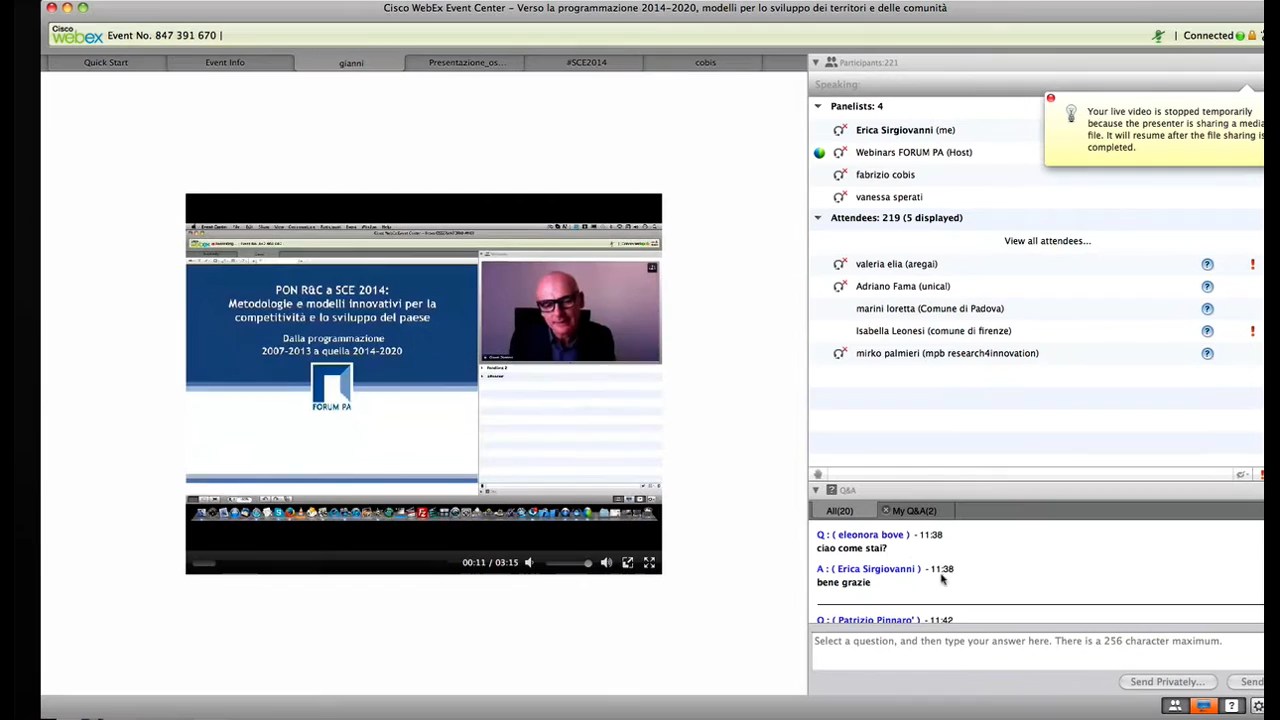 Cisco WebEx Event Center - Verso la programmazione 2014-2020, modelli per lo sviluppo dei territori e delle comunità
Cisco webex Event No. 847 391 670 | Connected
Quick Start Event Info gianni Presentazione_os... #SCE2014 cobis
Participants:221
Speaking:
Panelists: 4
Erica Sirgiovanni (me)
Webinars FORUM PA (Host)
fabrizio cobis
vanessa sperati
Your live video is stopped temporarily
because the presenter is sharing a media
file. It will resume after the file sharing is
completed.
Attendees: 219 (5 displayed)
View all attendees...
valeria elia (aregai)
Adriano Fama (unical)
marini loretta (Comune di Padova)
Isabella Leonesi (comune di firenze)
mirko palmieri (mpb research4innovation)
PON R&C a SCE 2014:
Metodologie e modelli innovativi per la
competitività e lo sviluppo del paese
Dalla programmazione
2007-2013 a quella 2014-2020
FORUM PA
00:11 / 03:15
Q&A
All(20) My Q&A(2)
Q : ( eleonora bove ) - 11:38
ciao come stai?
A : ( Erica Sirgiovanni ) - 11:38
bene grazie
Q : ( Patrizio Pinnaro' ) - 11:42
Select a question, and then type your answer here. There is a 256 character maximum.
Send Privately... Send